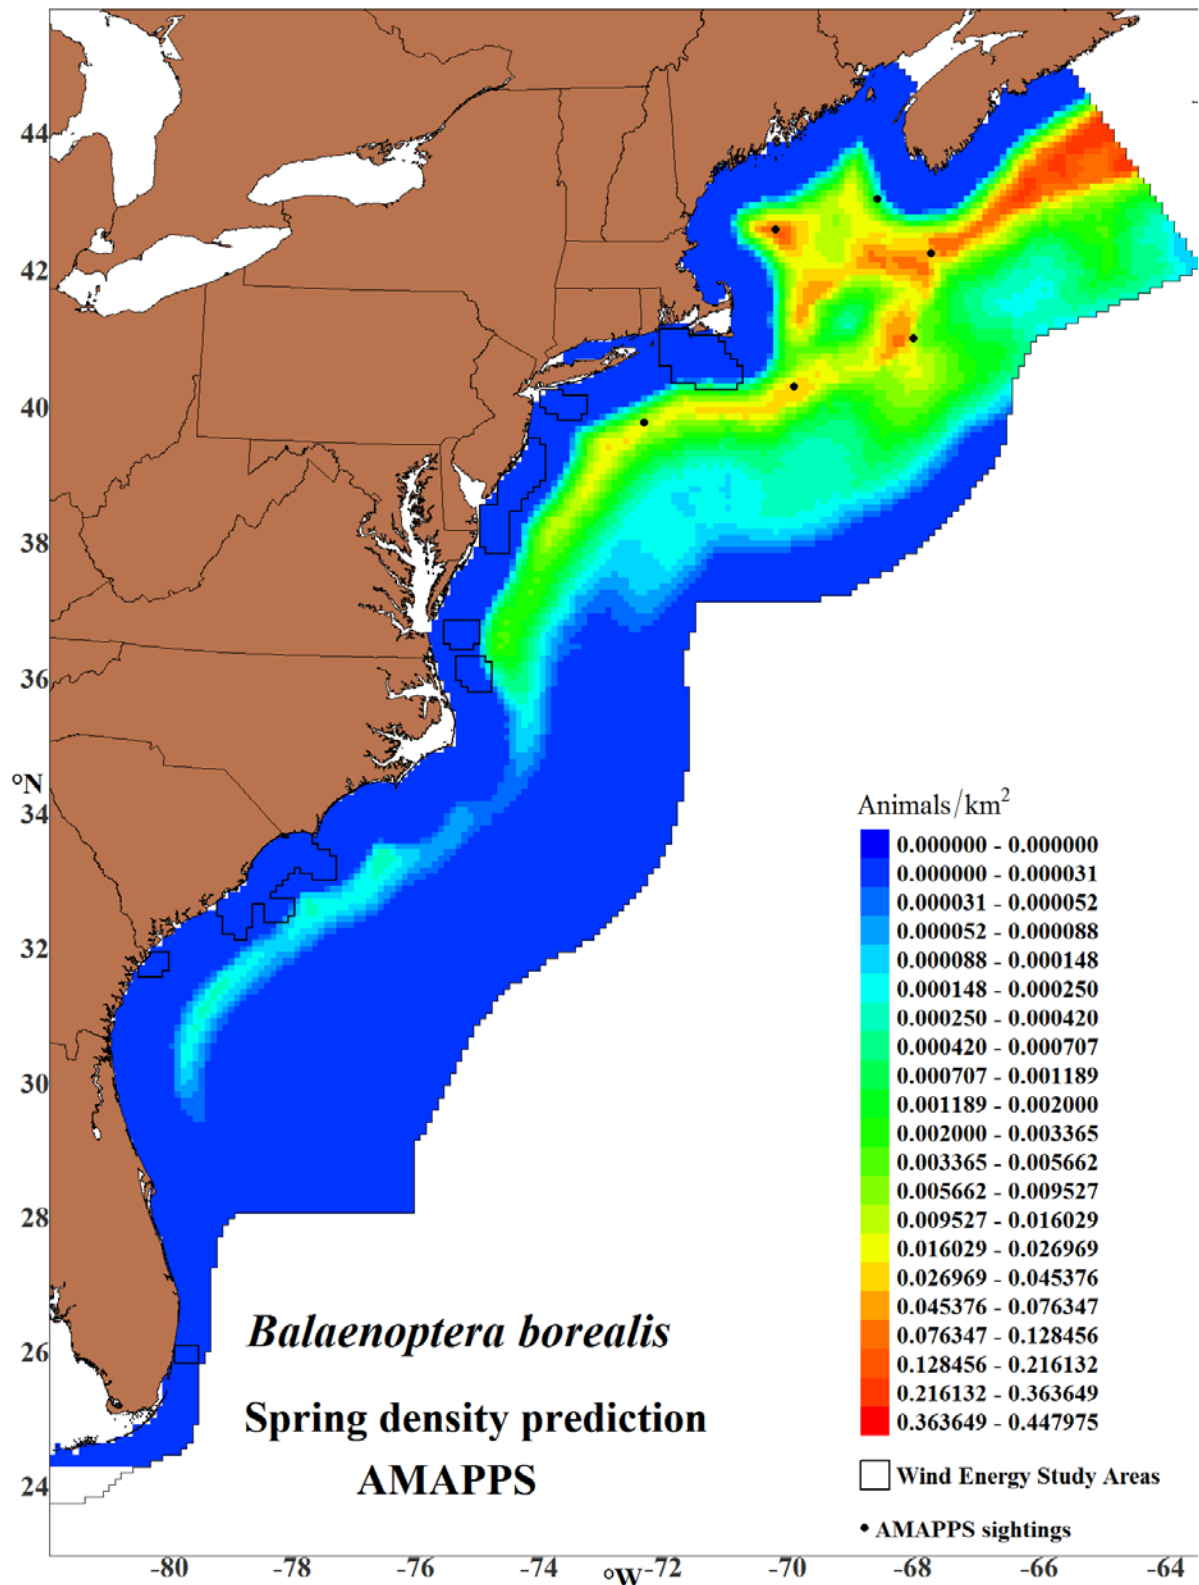 44
42
40
38
36
°N
34
32
30
28
26
24
Animals/km²
0.000000 - 0.000000
0.000000 - 0.000031
0.000031 - 0.000052
0.000052 - 0.000088
0.000088 - 0.000148
0.000148 - 0.000250
0.000250 - 0.000420
0.000420 - 0.000707
0.000707 - 0.001189
0.001189 - 0.002000
0.002000 - 0.003365
0.003365 - 0.005662
0.005662 - 0.009527
0.009527 - 0.016029
0.016029 - 0.026969
0.026969 - 0.045376
0.045376 - 0.076347
0.076347 - 0.128456
0.128456 - 0.216132
0.216132 - 0.363649
0.363649 - 0.447975
Wind Energy Study Areas
AMAPPS sightings
Balaenoptera borealis
Spring density prediction
AMAPPS
-80 -78 -76 -74 °W -72 -70 -68 -66 -64